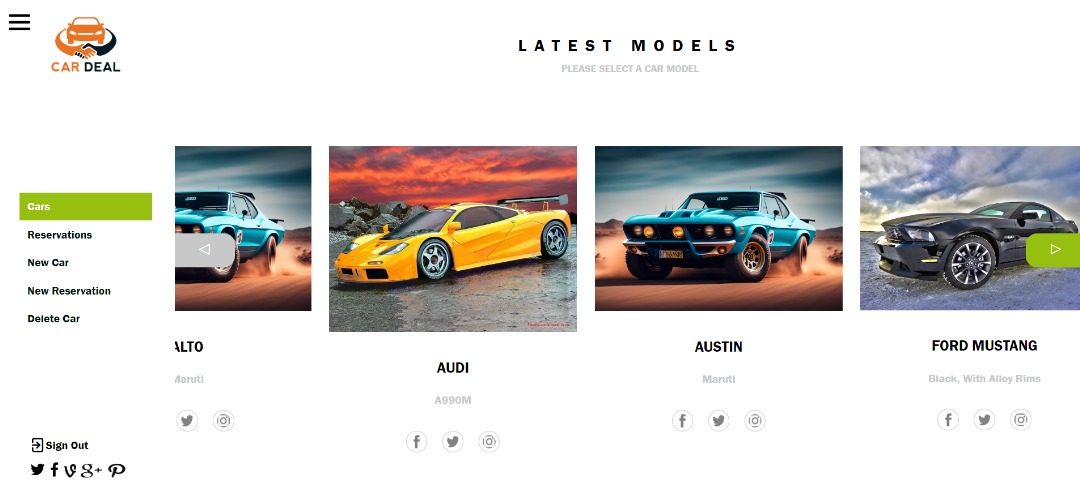 CAR DEAL
LATEST MODELS
PLEASE SELECT A CAR MODEL
Cars
Reservations
New Car
New Reservation
Delete Car
ALTO
Maruti
AUDI
A990M
AUSTIN
Maruti
FORD MUSTANG
Black, With Alloy Rims
Sign Out